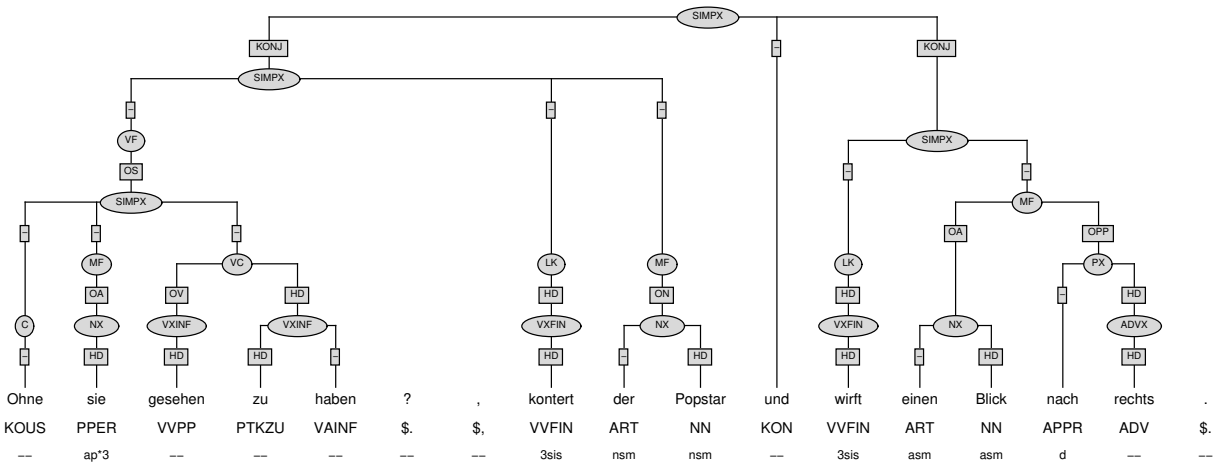 SIMPX
KONJ – KONJ
SIMPX
– – –
VF SIMPX
OS – –
SIMPX MF
– – – OA OPP
MF VC LK MF LK PX
OA OV HD HD ON HD – HD
C NX VXINF VXINF VXFIN NX VXFIN NX ADVX
– HD HD HD – HD – HD HD – HD HD
Ohne sie gesehen zu haben ? , kontert der Popstar und wirft einen Blick nach rechts .
KOUS PPER VVPP PTKZU VAINF $. $, VVFIN ART NN KON VVFIN ART NN APPR ADV $.
–– ap*3 –– –– –– –– –– 3sis nsm nsm –– 3sis asm asm d –– ––